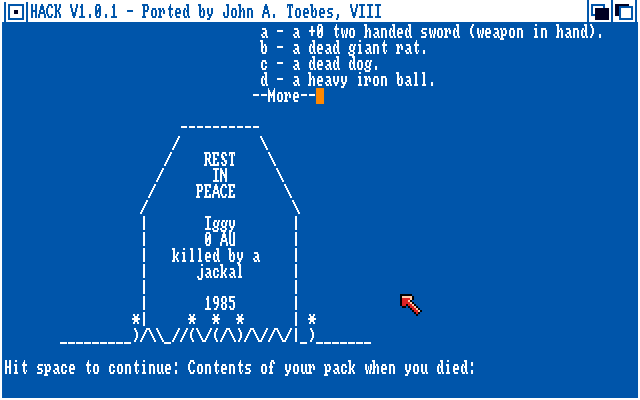 HACK V1.0.1 - Ported by John A. Toebes, VIII
a - a +0 two handed sword (weapon in hand).
b - a dead giant rat.
c - a dead dog.
d - a heavy iron ball.
--More--
REST
IN
PEACE
Iggy
0 AU
killed by a
jackal
1985
Hit space to continue: Contents of your pack when you died: